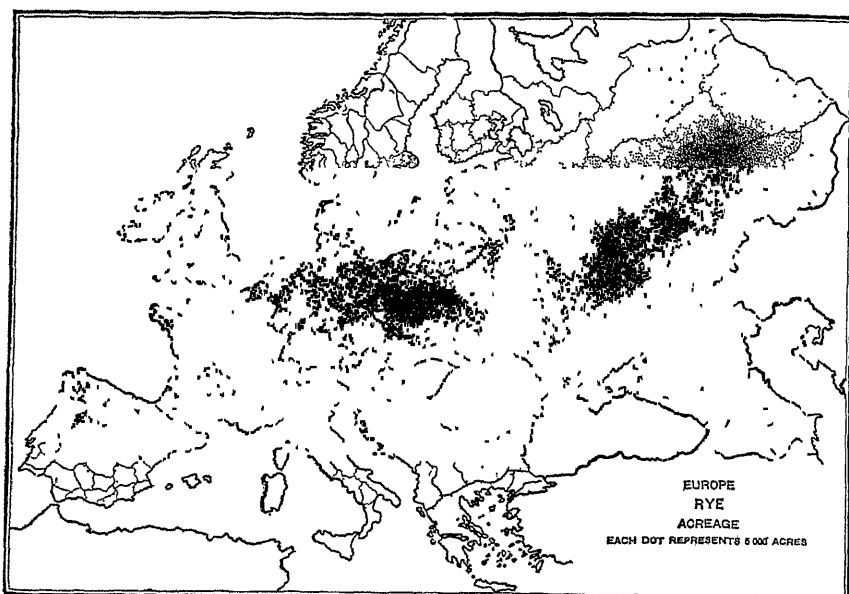 EUROPE
RYE
ACREAGE
EACH DOT REPRESENTS 5 000 ACRES